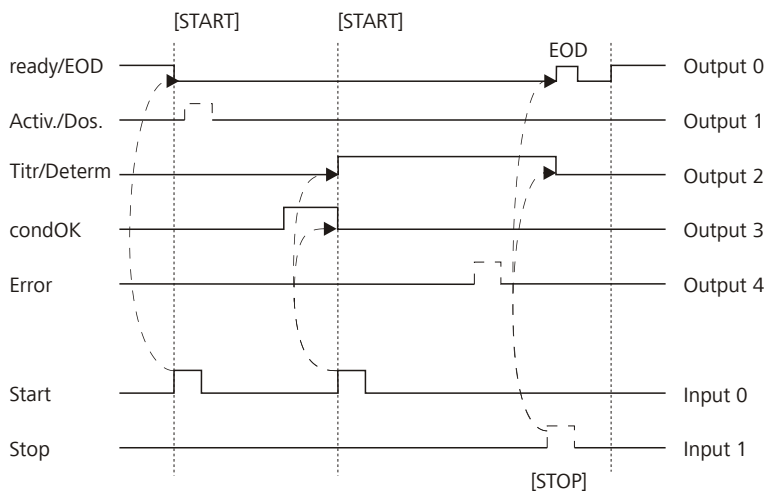 [START] [START]
EOD
ready/EOD Output 0
Activ./Dos. Output 1
Titr/Determ Output 2
condOK Output 3
Error Output 4
Start Input 0
Stop Input 1
[STOP]